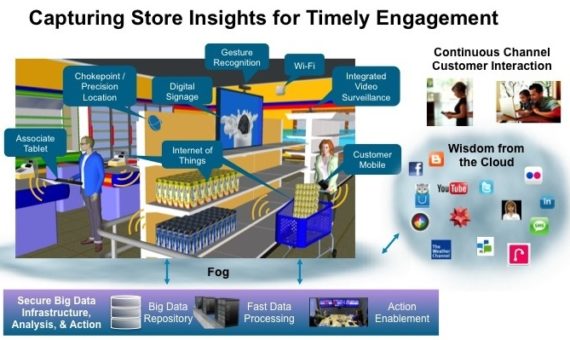 Capturing Store Insights for Timely Engagement
Gesture
Recognition
Wi-Fi
Chokepoint /
Precision
Location
Digital
Signage
Integrated
Video
Surveillance
Associate
Tablet
Internet of
Things
Customer
Mobile
Continuous Channel
Customer Interaction
Wisdom from
the Cloud
You Tube
in
SMS
The
Weather
Channel
Fog
Secure Big Data
Infrastructure,
Analysis, & Action
Big Data
Repository
Fast Data
Processing
Action
Enablement